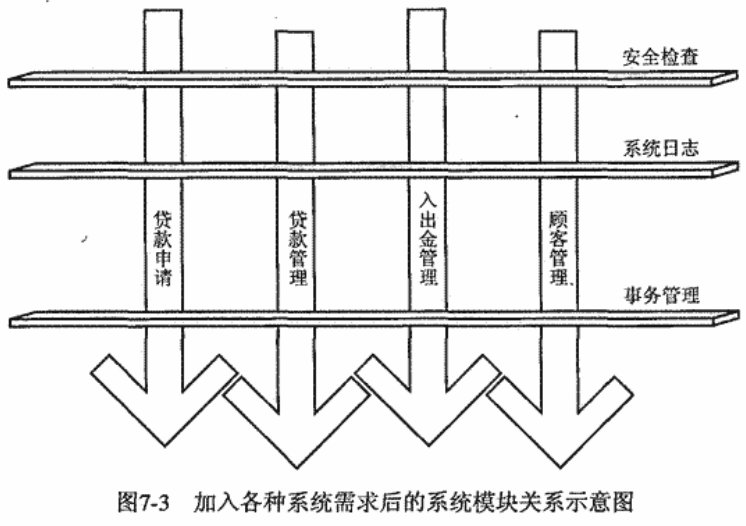 安全检查
系统日志
贷款申请
贷款管理
入出金管理
顾客管理
事务管理
图7-3 加入各种系统需求后的系统模块关系示意图